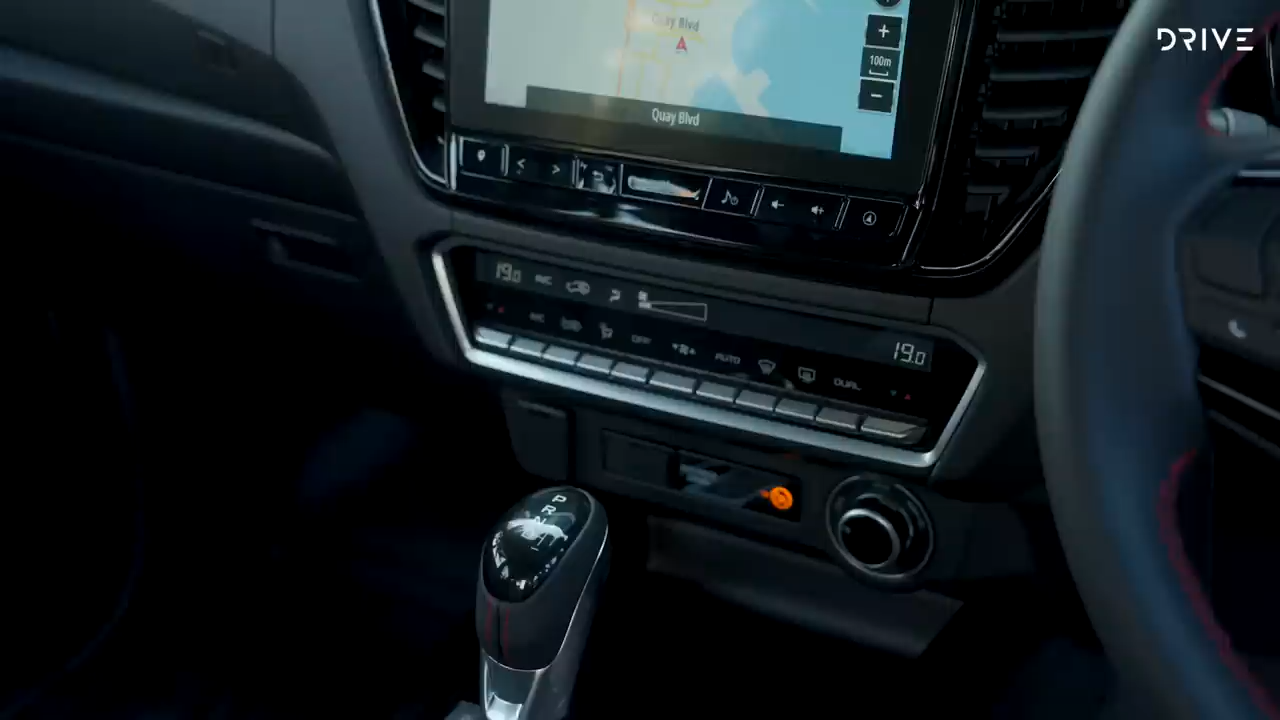 DRIVE
Quay Blvd
+
100m
−
Quay Blvd
< >
19.0 A/C
19.0
A/C OFF AUTO DUAL
P
R
N